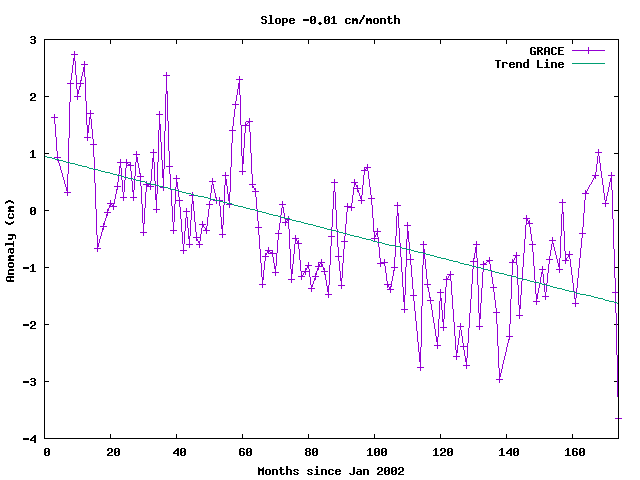 Slope -0.01 cm/month
3
2
1
0
-1
-2
-3
-4
Anomaly (cm)
GRACE
Trend Line
0 20 40 60 80 100 120 140 160
Months since Jan 2002